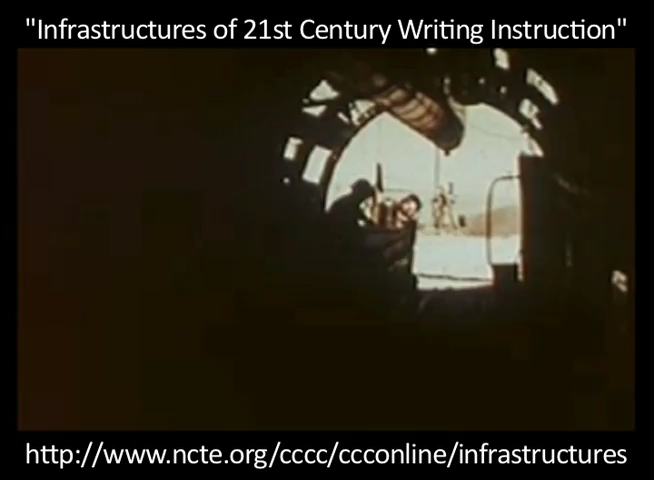 "Infrastructures of 21st Century Writing Instruction"
http://www.ncte.org/cccc/ccconline/infrastructures